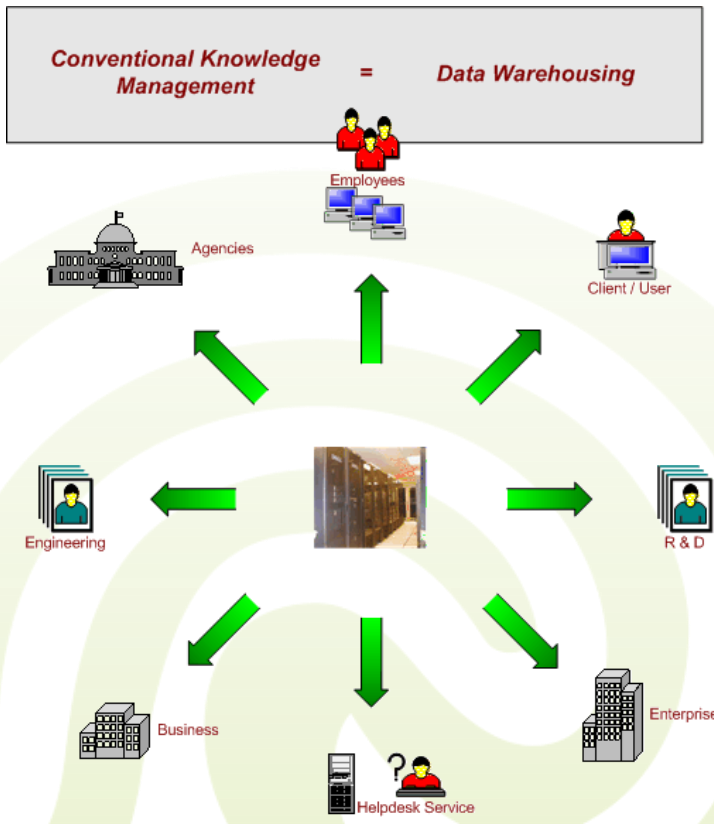 Conventional Knowledge
Management
=
Data Warehousing
Employees
Agencies
Client / User
Engineering
R & D
Business
Enterprise
?
Helpdesk Service